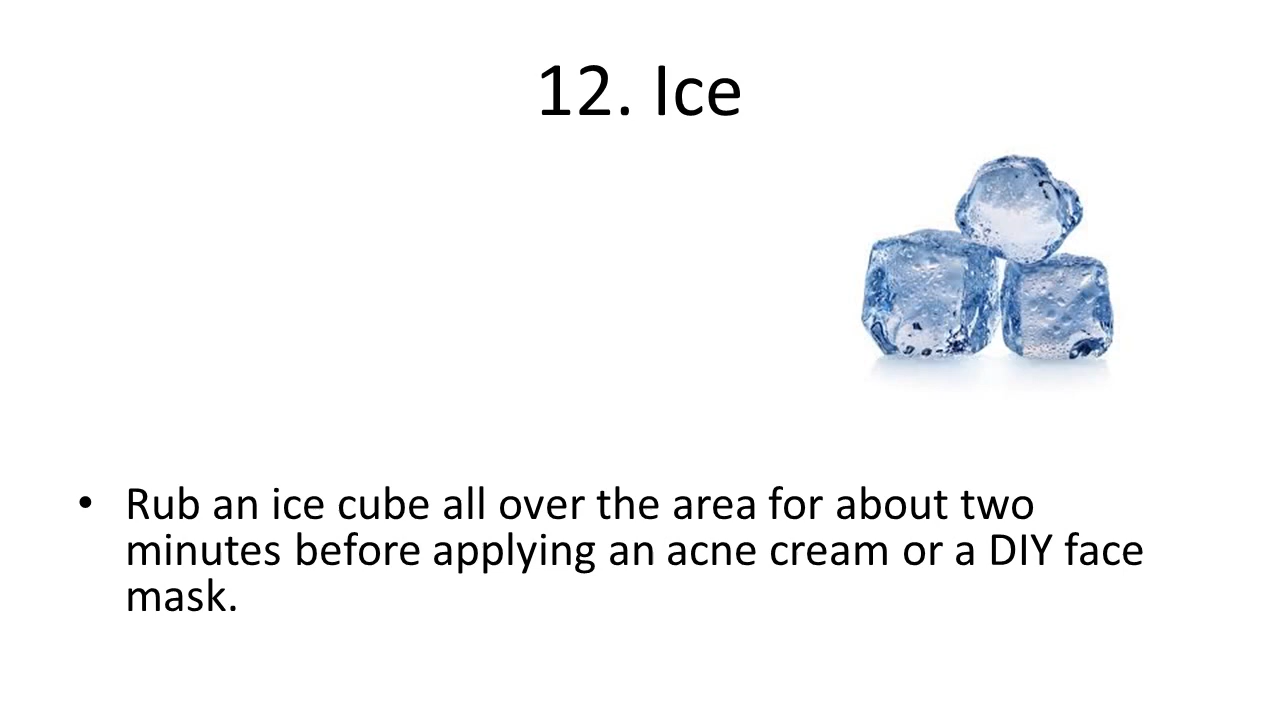 12. Ice
• Rub an ice cube all over the area for about two
minutes before applying an acne cream or a DIY face
mask.